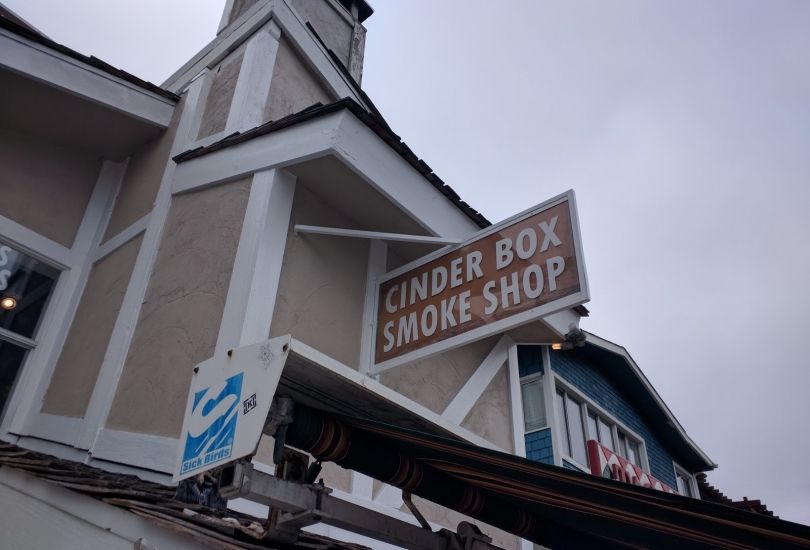 CINDER BOX
SMOKE SHOP
Sick Birds